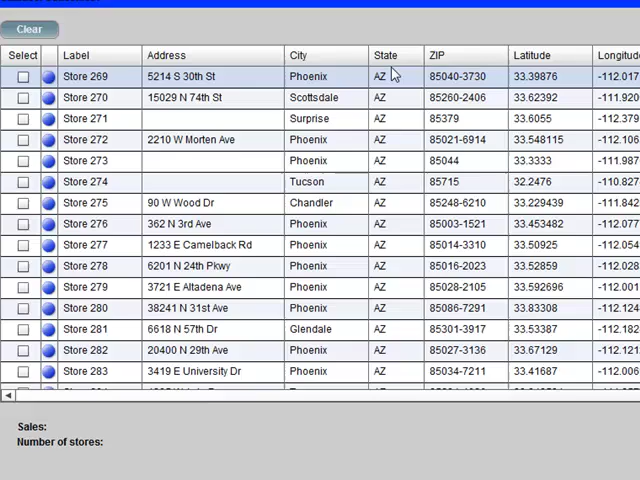 Clear
Select Label Address City State ZIP Latitude Longitud
Store 269 5214 S 30th St Phoenix AZ 85040-3730 33.39876 -112.017
Store 270 15029 N 74th St Scottsdale AZ 85260-2406 33.62392 -111.920
Store 271 Surprise AZ 85379 33.6055 -112.379
Store 272 2210 W Morten Ave Phoenix AZ 85021-6914 33.548115 -112.106
Store 273 Phoenix AZ 85044 33.3333 -111.987
Store 274 Tucson AZ 85715 32.2476 -110.827
Store 275 90 W Wood Dr Chandler AZ 85248-6210 33.229439 -111.842
Store 276 362 N 3rd Ave Phoenix AZ 85003-1521 33.453482 -112.077
Store 277 1233 E Camelback Rd Phoenix AZ 85014-3310 33.50925 -112.054
Store 278 6201 N 24th Pkwy Phoenix AZ 85016-2023 33.52859 -112.028
Store 279 3721 E Altadena Ave Phoenix AZ 85028-2105 33.592696 -112.001
Store 280 38241 N 31st Ave Phoenix AZ 85086-7291 33.83308 -112.124
Store 281 6618 N 57th Dr Glendale AZ 85301-3917 33.53387 -112.182
Store 282 20400 N 29th Ave Phoenix AZ 85027-3136 33.67129 -112.121
Store 283 3419 E University Dr Phoenix AZ 85034-7211 33.41687 -112.006
Sales:
Number of stores: